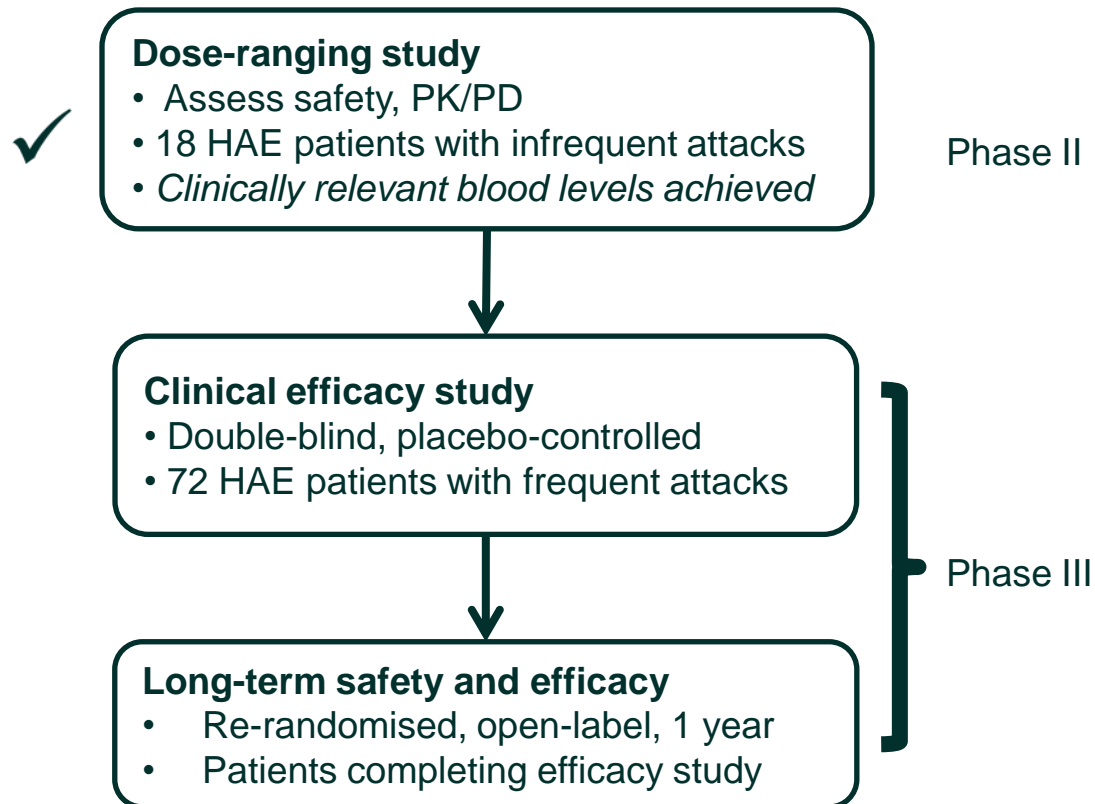 Dose-ranging study
• Assess safety, PK/PD
• 18 HAE patients with infrequent attacks
• Clinically relevant blood levels achieved
Phase II
Clinical efficacy study
• Double-blind, placebo-controlled
• 72 HAE patients with frequent attacks
Phase III
Long-term safety and efficacy
• Re-randomised, open-label, 1 year
• Patients completing efficacy study